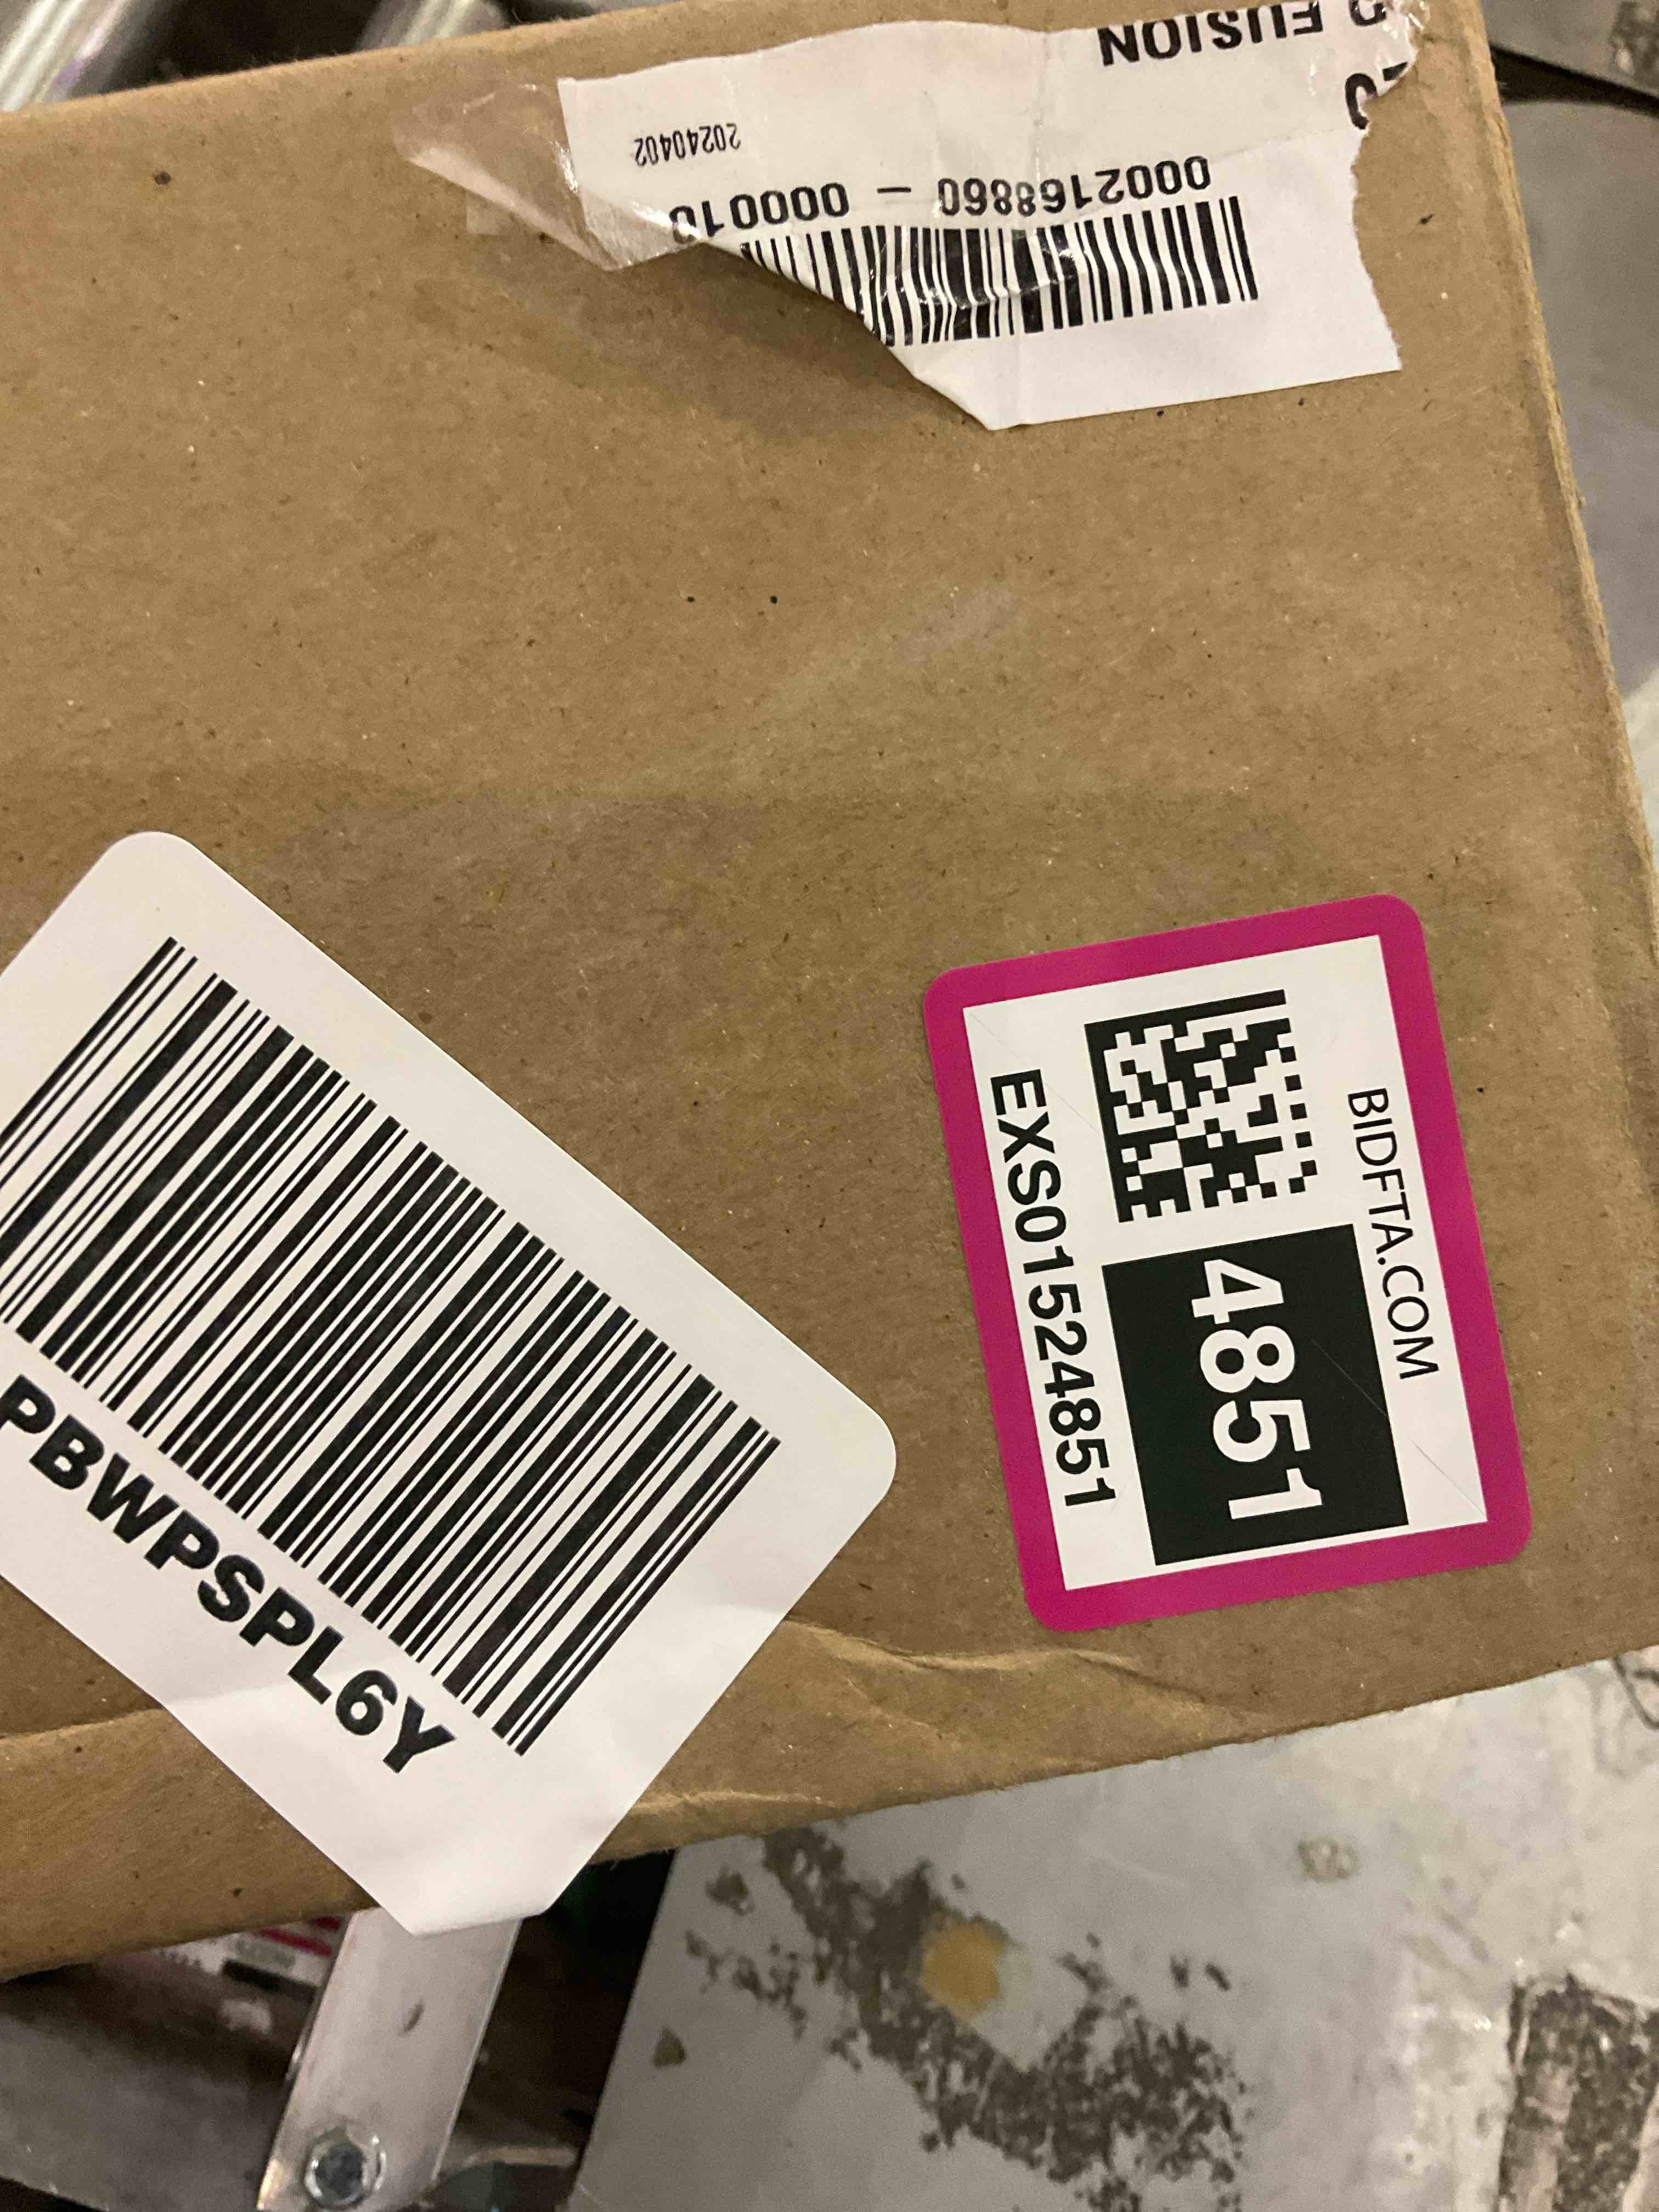 FUSION
20240402
0002168860 - 000010
BIDFTA.COM
4851
EXS01524851
PBWPSPL6Y